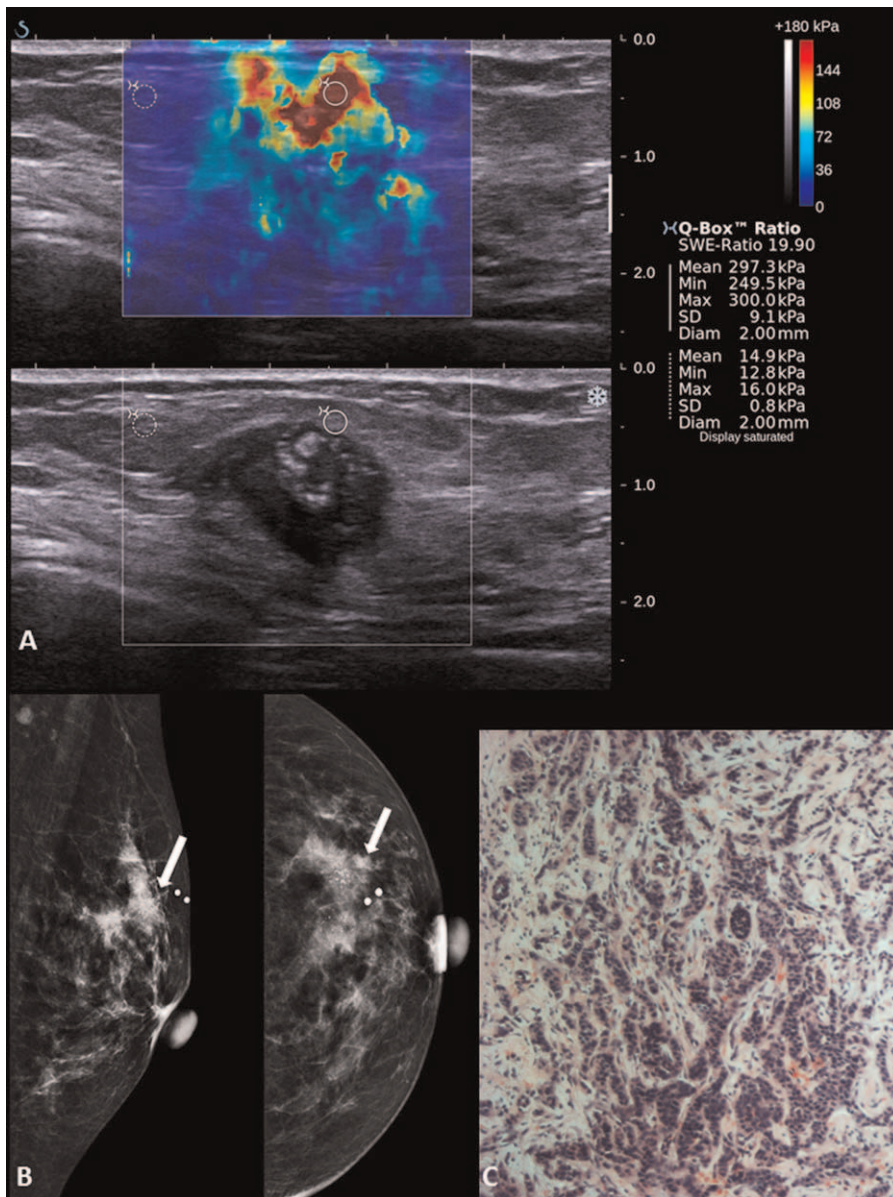 +180 kPa
0.0
144
108
72
1.0
36
0
Q-Box™ Ratio
SWE-Ratio 19.90
Mean 297.3 kPa
Min 249.5 kPa
2.0
Max 300.0 kPa
SD 9.1 kPa
Diam 2.00 mm
Mean 14.9 kPa
Min 12.8 kPa
0.0
Max 16.0 kPa
SD 0.8 kPa
Diam 2.00 mm
Display saturated
1.0
2.0
A
B
C